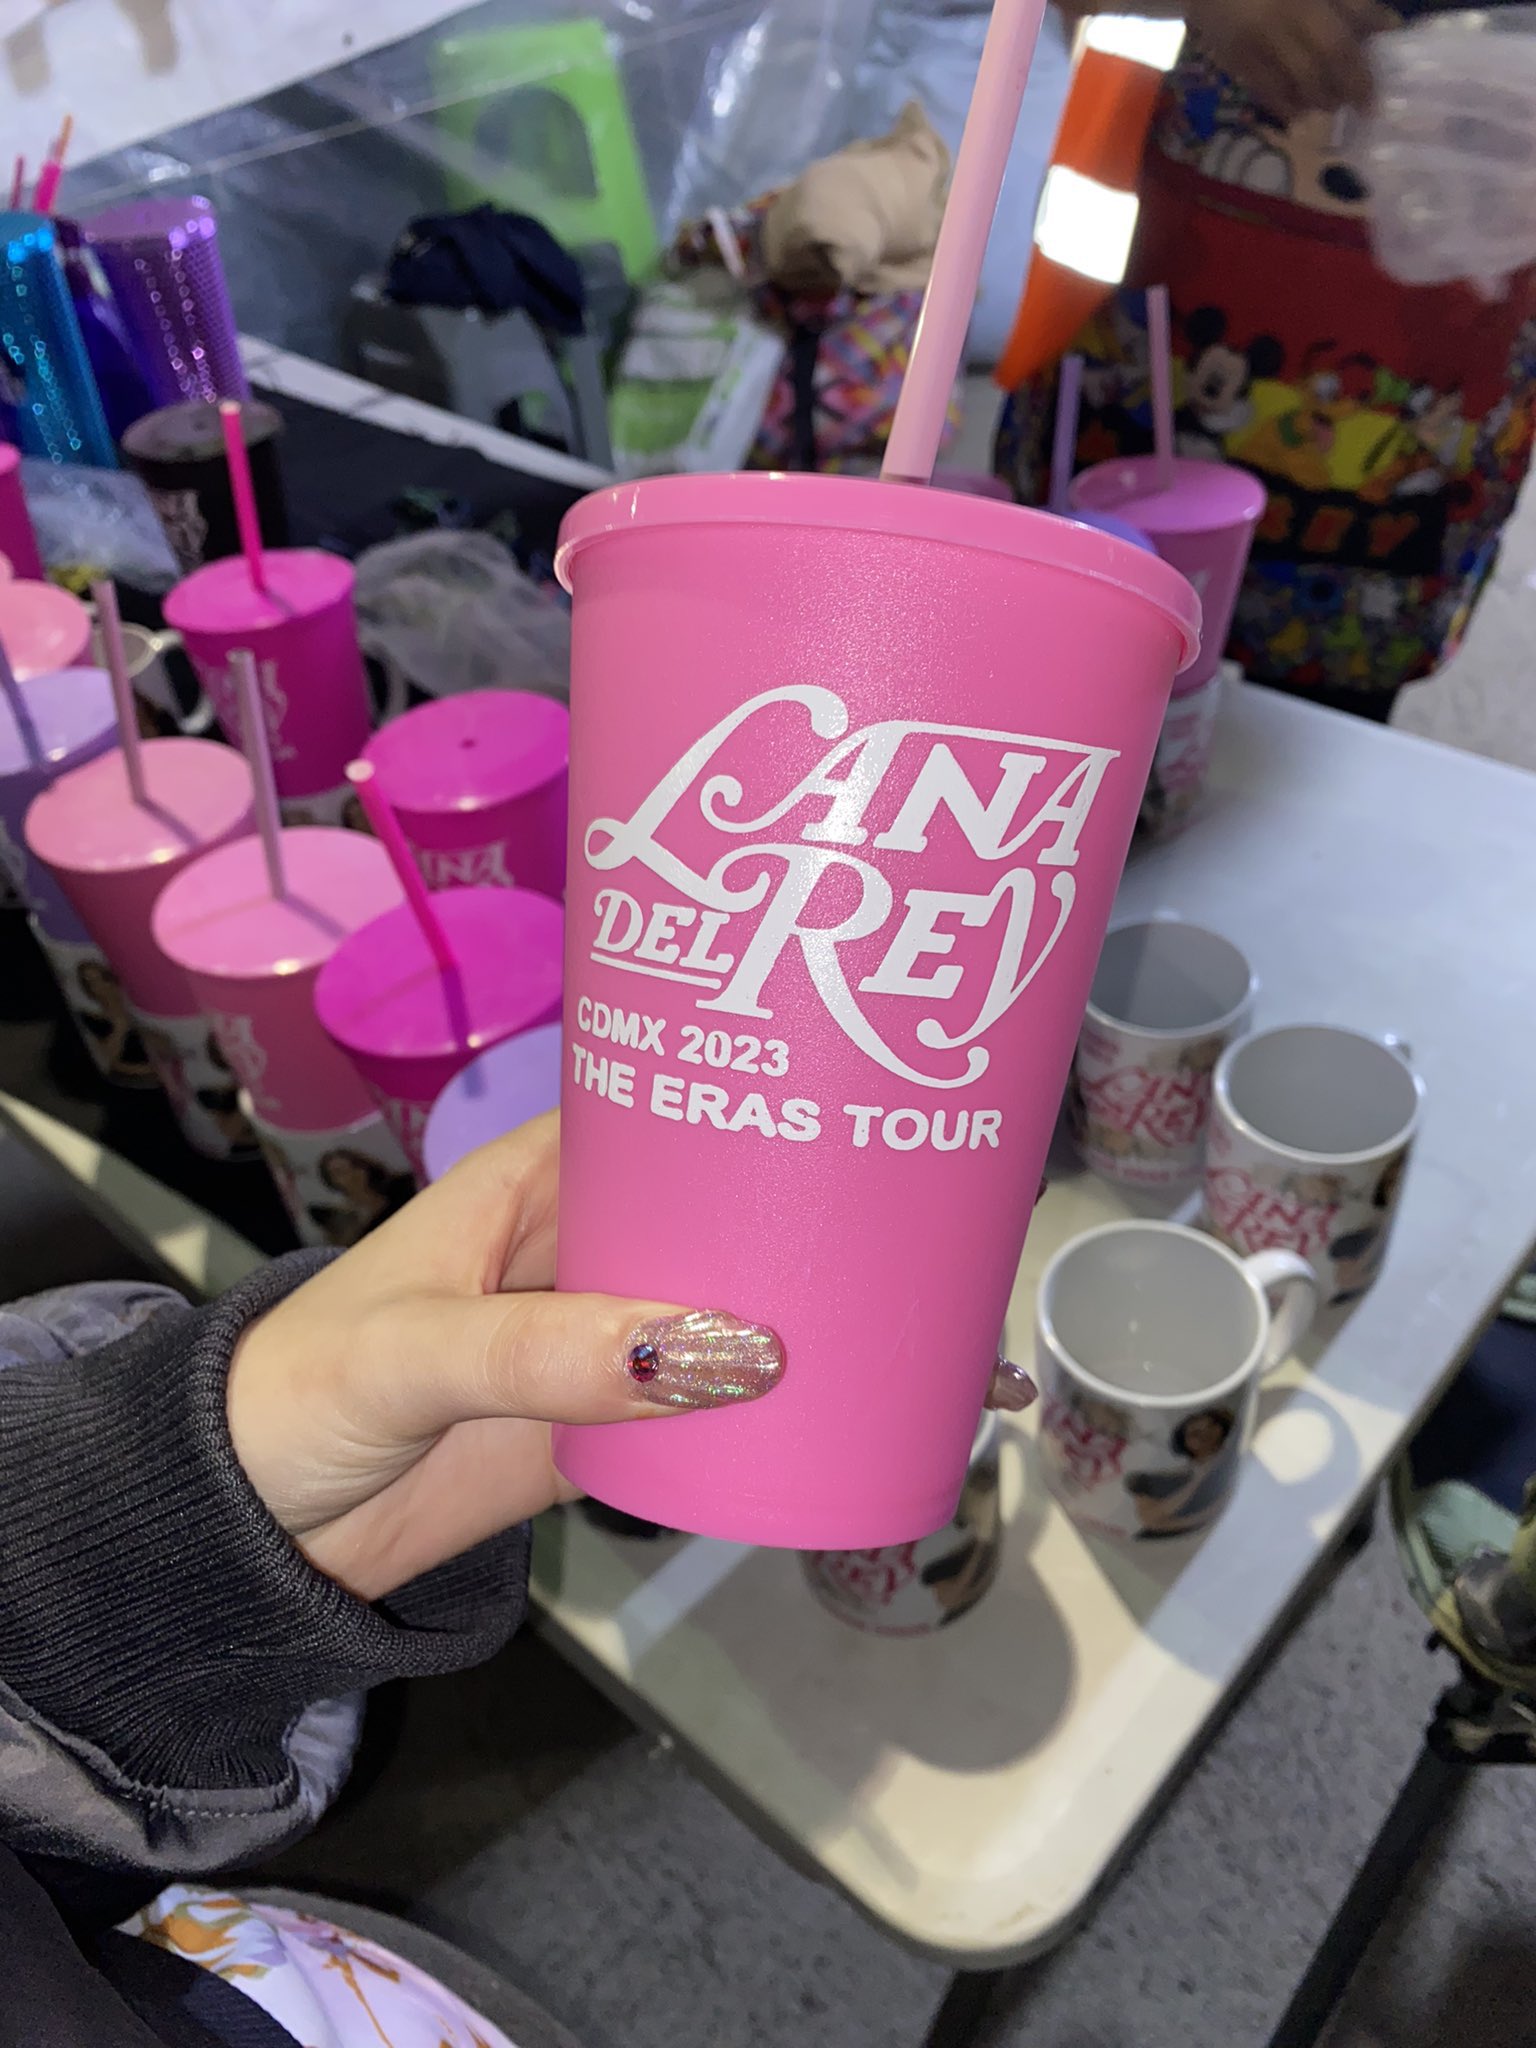 LANA
DEL REY
CDMX 2023
THE ERAS TOUR